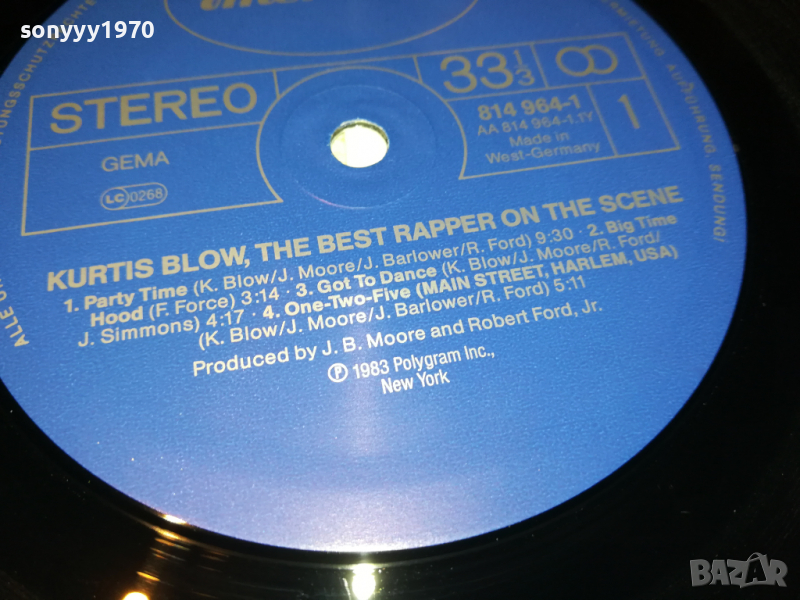 sonyyy1970
STEREO
33 1/3
GEMA
LC 0268
814 964-1
AA 814 964-1.1Y
Made in
West-Germany
1
KURTIS BLOW, THE BEST RAPPER ON THE SCENE
1. Party Time (K. Blow/J. Moore/J. Barlower/R. Ford) 9:30 · 2. Big Time
Hood (F. Force) 3:14 · 3. Got To Dance (K. Blow/J. Moore/R. Ford/
J. Simmons) 4:17 · 4. One-Two-Five (MAIN STREET, HARLEM, USA)
(K. Blow/J. Moore/J. Barlower/R. Ford) 5:11
Produced by J. B. Moore and Robert Ford, Jr.
℗ 1983 Polygram Inc.,
New York
AUFFÜHRUNG, SENDUNG!
ALLE
BAZAR